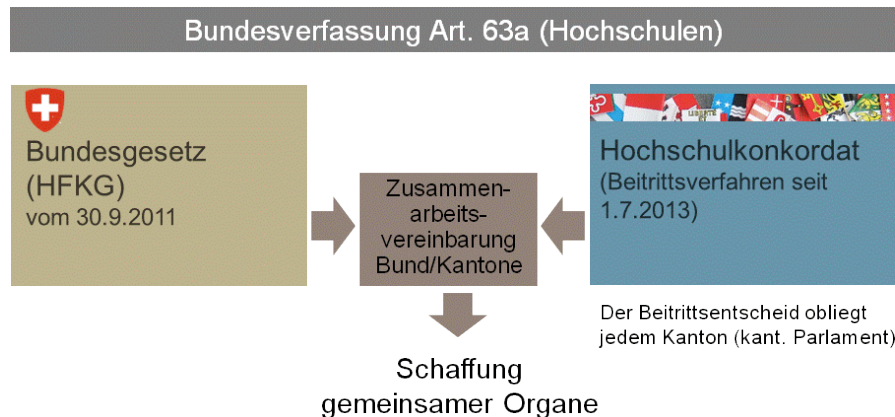 Bundesverfassung Art. 63a (Hochschulen)
Bundesgesetz
(HFKG)
vom 30.9.2011
Zusammen-
arbeits-
vereinbarung
Bund/Kantone
Hochschulkonkordat
(Beitrittsverfahren seit
1.7.2013)
Der Beitrittsentscheid obliegt
jedem Kanton (kant. Parlament)
Schaffung
gemeinsamer Organe